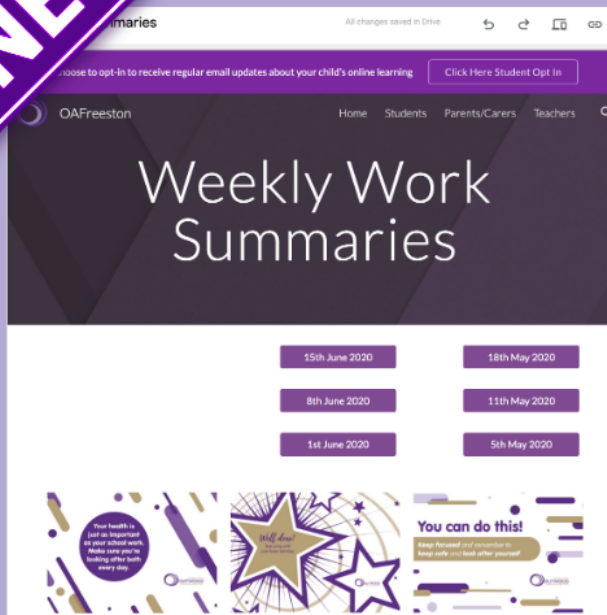 All changes saved in Drive
to opt-in to receive regular email updates about your child's online learning
Click Here Student Opt In
OAFreeston
Home Students Parents/Carers Teachers
Weekly Work
Summaries
15th June 2020
18th May 2020
8th June 2020
11th May 2020
1st June 2020
5th May 2020
Your health is
just as important
as your school work.
Make sure you're
looking after both
every day.
Well done!
You can do this!
Keep focused and remember to
keep safe and look after yourself